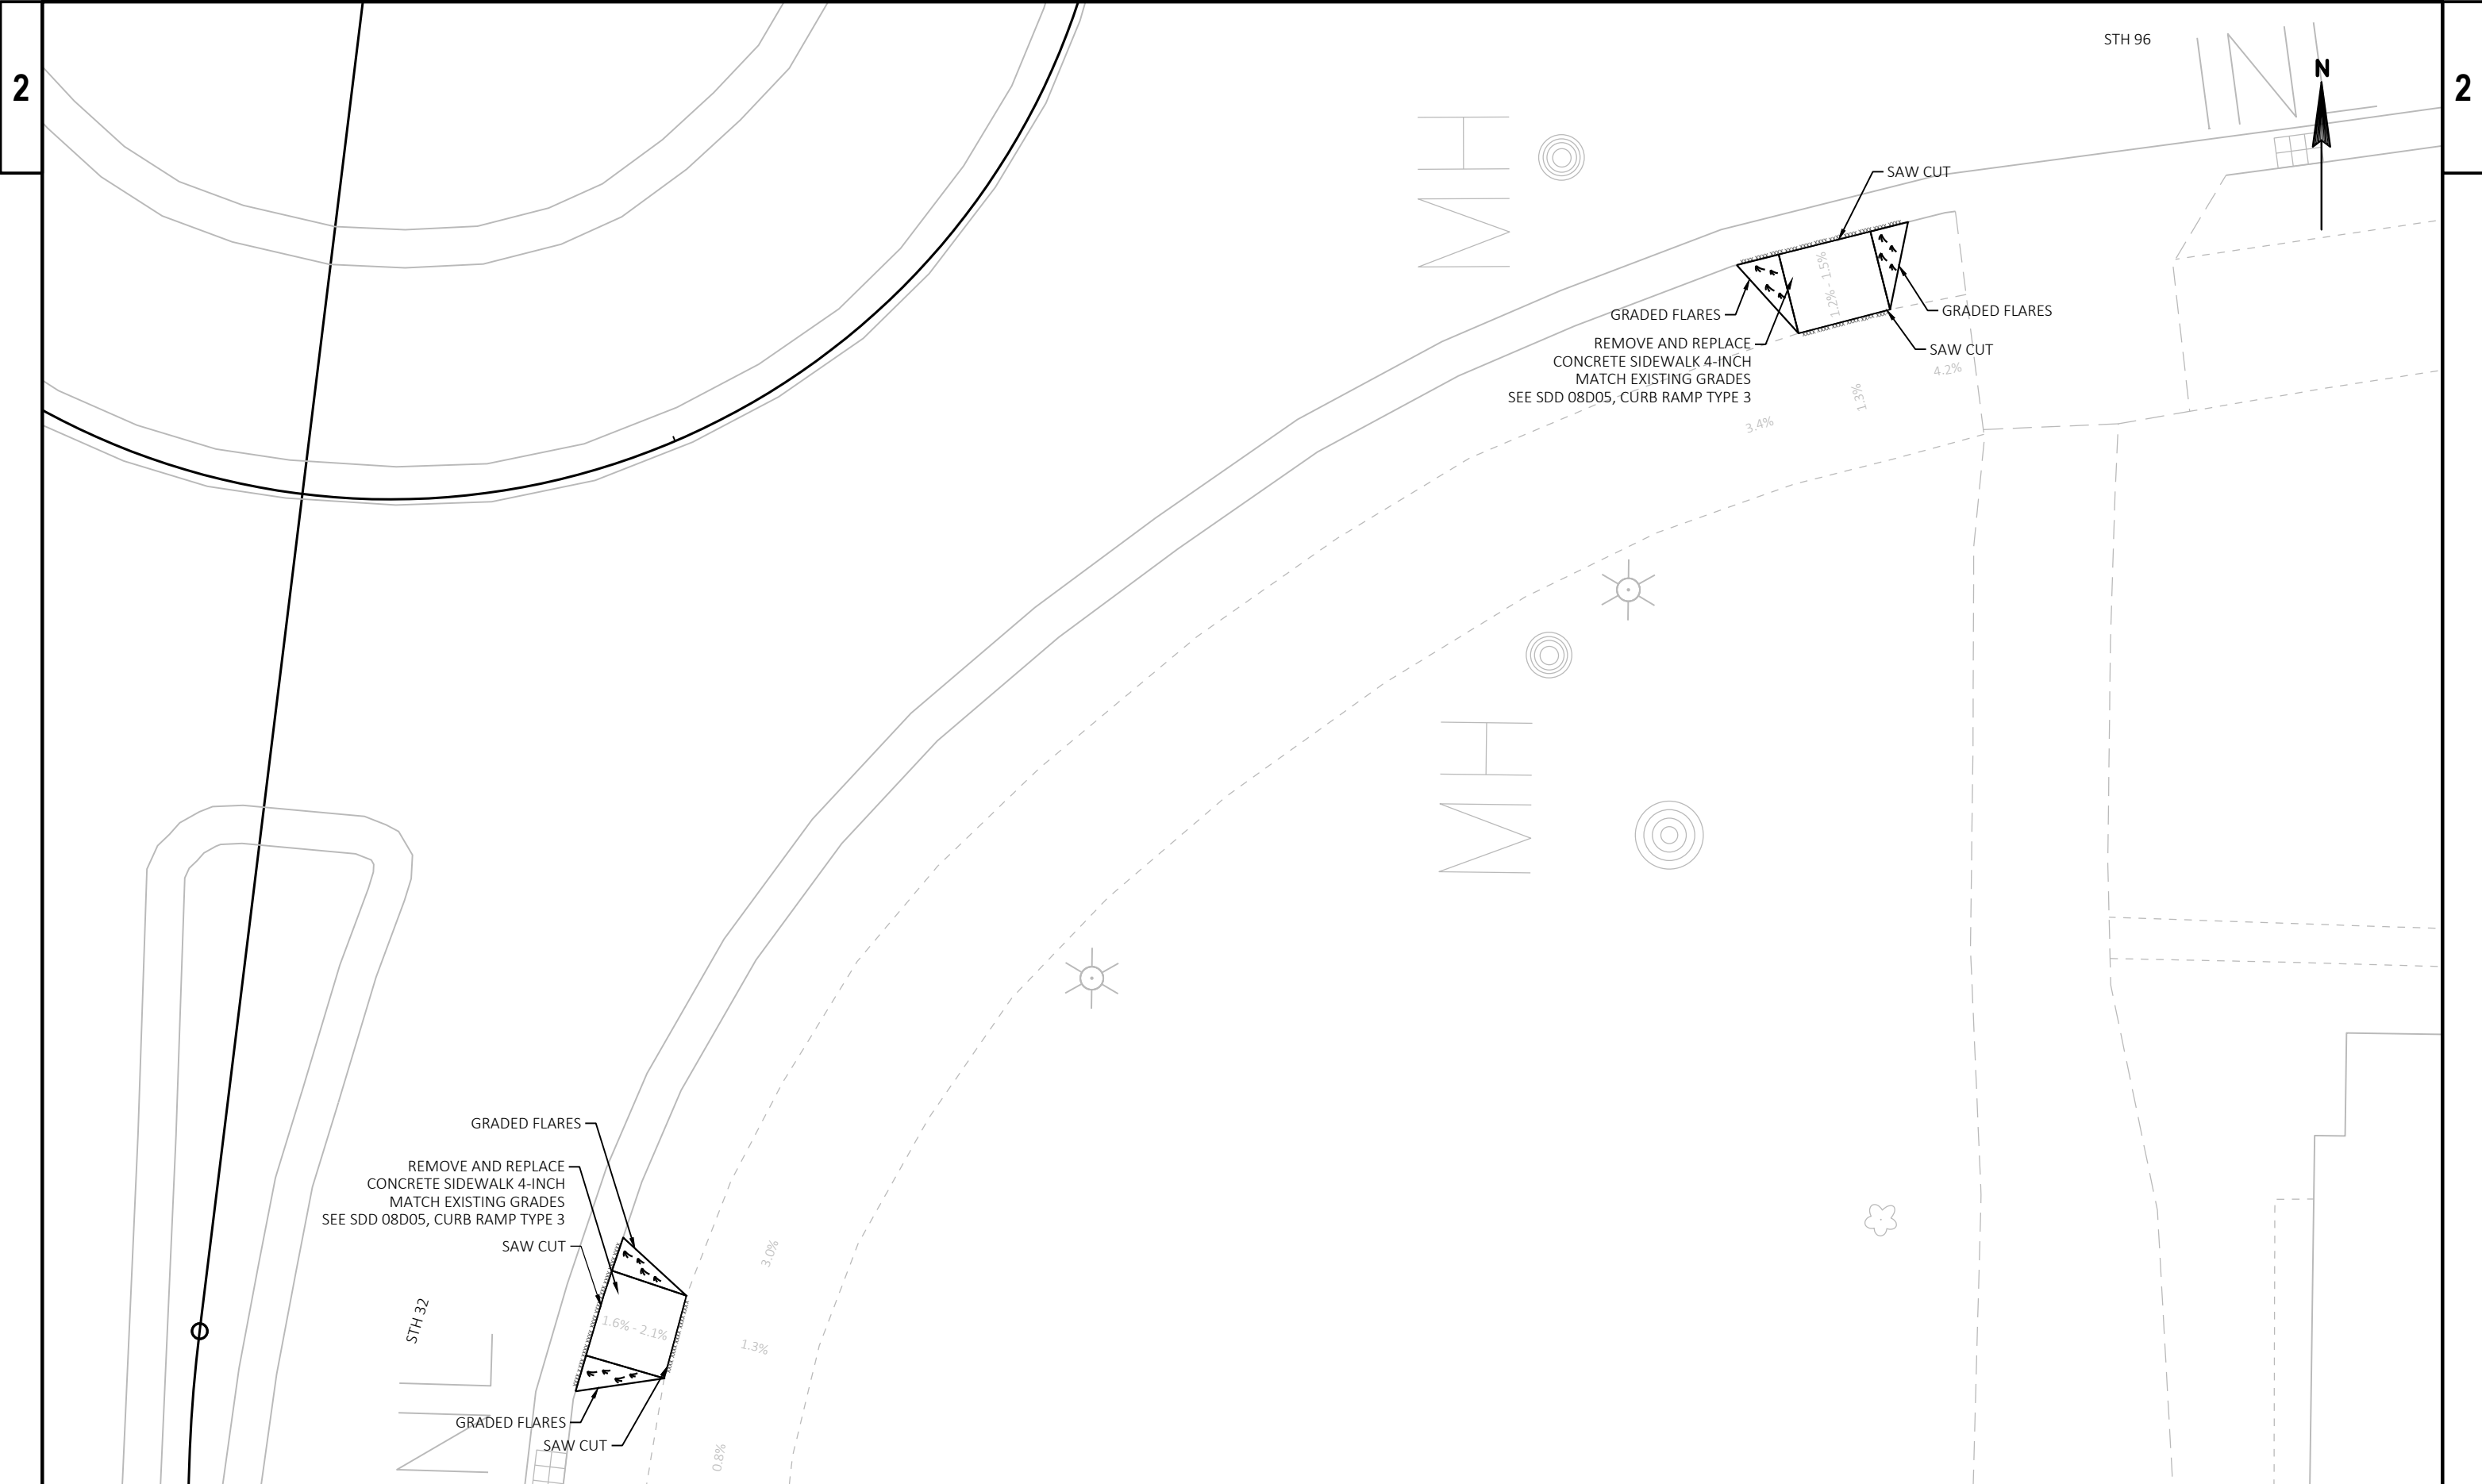 2
STH 96
N
2
IN
MH
SAW CUT
1.2% - 1.5%
GRADED FLARES
GRADED FLARES
REMOVE AND REPLACE
CONCRETE SIDEWALK 4-INCH
MATCH EXISTING GRADES
SEE SDD 08D05, CURB RAMP TYPE 3
SAW CUT
4.2%
1.3%
3.4%
MH
GRADED FLARES
REMOVE AND REPLACE
CONCRETE SIDEWALK 4-INCH
MATCH EXISTING GRADES
SEE SDD 08D05, CURB RAMP TYPE 3
SAW CUT
3.0%
STH 32
1.6% - 2.1%
1.3%
GRADED FLARES
SAW CUT
0.8%